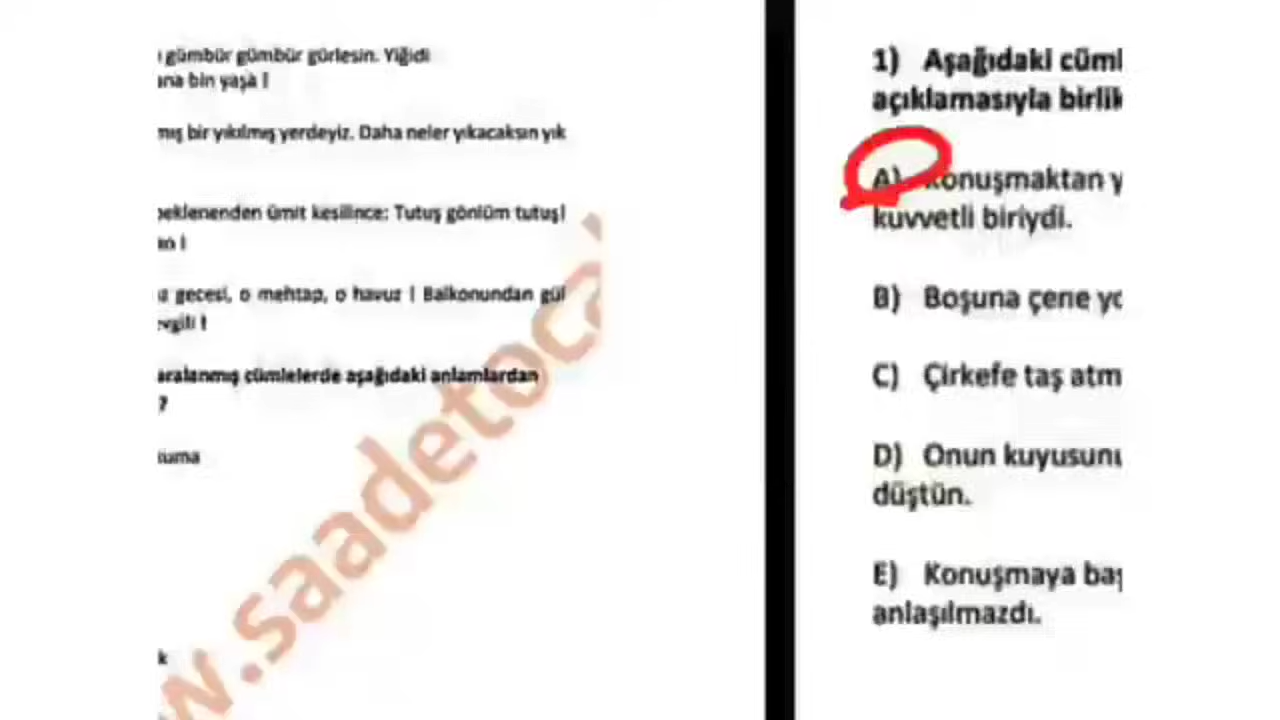 gümbür gümbür gürlesin. Yiğidi
ana bin yaşa !
mış bir yıkılmış yerdeyiz. Daha neler yıkacaksın yık
beklenenden ümit kesilince: Tutuş gönlüm tutuş!
gecesi, o mehtap, o havuz ! Balkonundan gül
evgili !
aralanmış cümlelerde aşağıdaki anlamlardan
?
k
w.saadetoca
1) Aşağıdaki cüml
açıklamasıyla birlik
A) Konuşmaktan y
kuvvetli biriydi.
B) Boşuna çene yo
C) Çirkefe taş atm
D) Onun kuyusunu
düştün.
E) Konuşmaya baş
anlaşılmazdı.